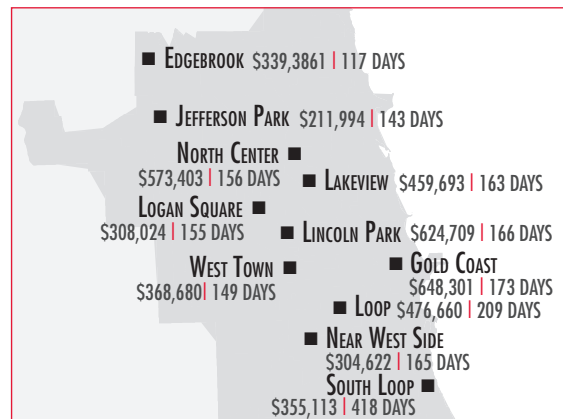 EDGEBROOK $339,3861 | 117 DAYS
JEFFERSON PARK $211,994 | 143 DAYS
NORTH CENTER
$573,403 | 156 DAYS
LAKEVIEW $459,693 | 163 DAYS
LOGAN SQUARE
$308,024 | 155 DAYS
LINCOLN PARK $624,709 | 166 DAYS
WEST TOWN
$368,680| 149 DAYS
GOLD COAST
$648,301 | 173 DAYS
LOOP $476,660 | 209 DAYS
NEAR WEST SIDE
$304,622 | 165 DAYS
SOUTH LOOP
$355,113 | 418 DAYS